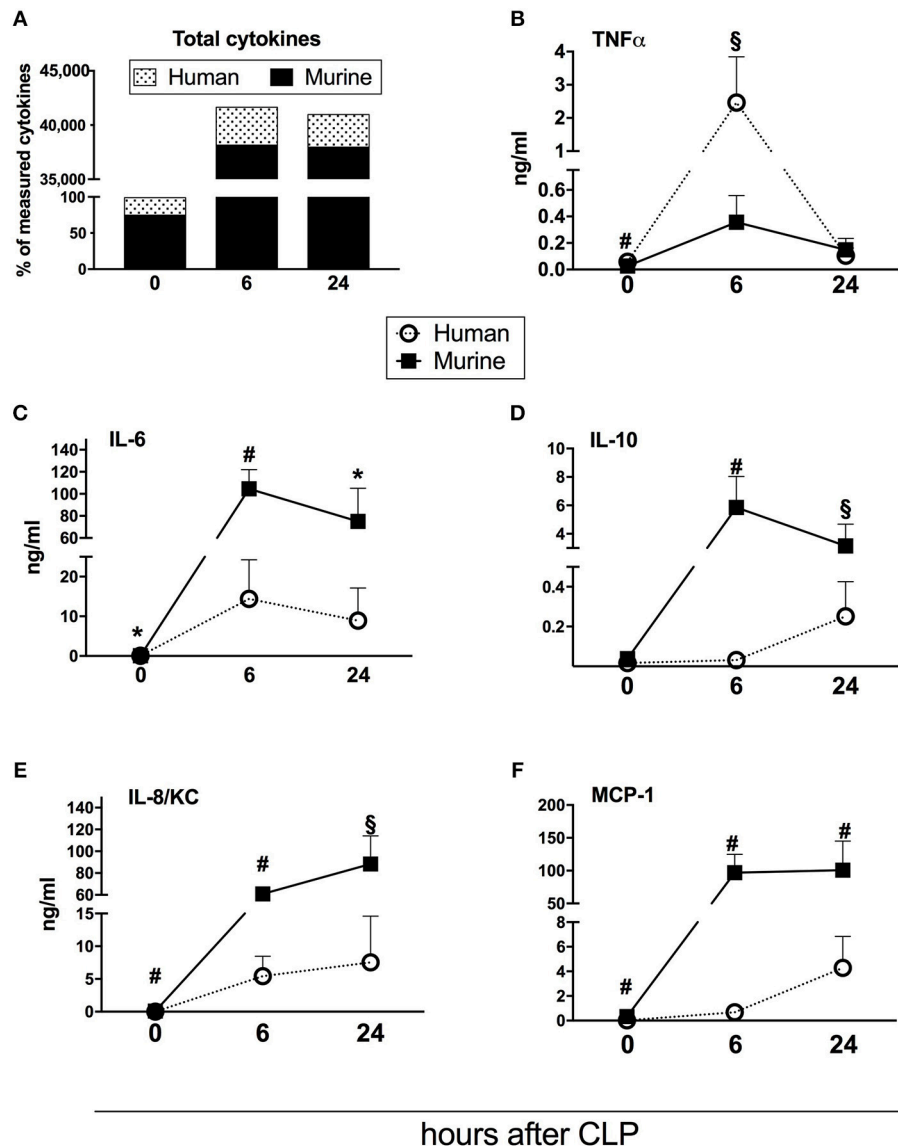 A
Total cytokines
Human Murine
% of measured cytokines
45,000
40,000
35,000
100
50
0
0 6 24
B
TNFα
§
ng/ml
4
3
2
1
0.6
0.4
0.2
0.0
#
0 6 24
Human
Murine
C
IL-6
ng/ml
140
120
100
80
60
20
10
0
* # *
0 6 24
D
IL-10
10
8
6
4
0.4
0.2
# §
0 6 24
E
IL-8/KC
ng/ml
140
120
100
80
60
15
10
5
0
# # §
0 6 24
F
MCP-1
200
150
100
50
8
6
4
2
0
# # #
0 6 24
hours after CLP